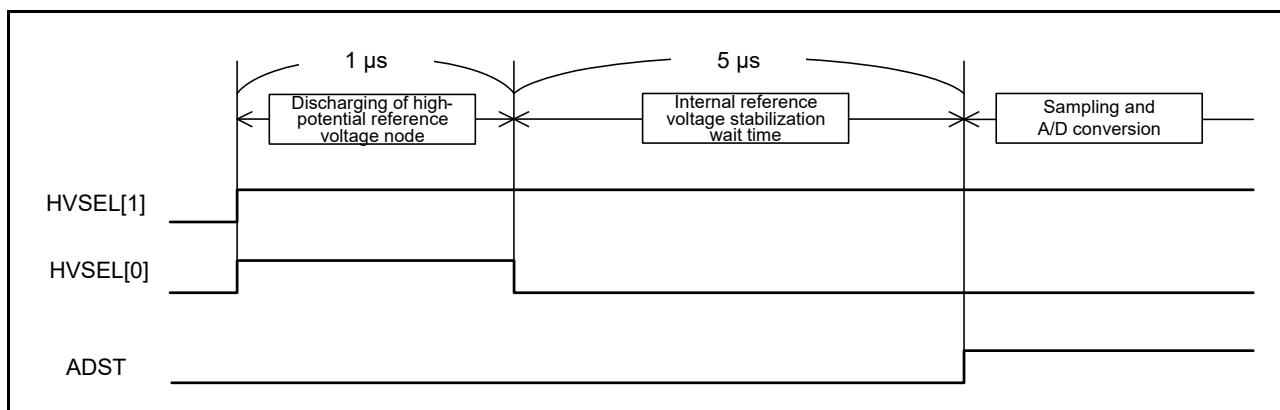 1 µs
5 µs
Discharging of high-
potential reference
voltage node
Internal reference
voltage stabilization
wait time
Sampling and
A/D conversion
HVSEL[1]
HVSEL[0]
ADST